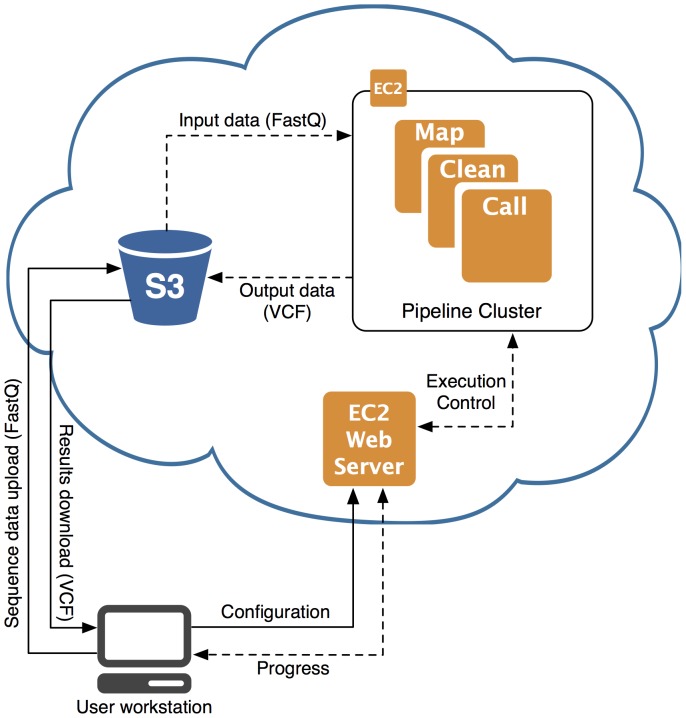 EC2
Input data (FastQ)
Map
Clean
Call
S3
Output data
(VCF)
Pipeline Cluster
Execution
Control
EC2
Web
Server
Sequence data upload (FastQ)
Results download (VCF)
Configuration
Progress
User workstation